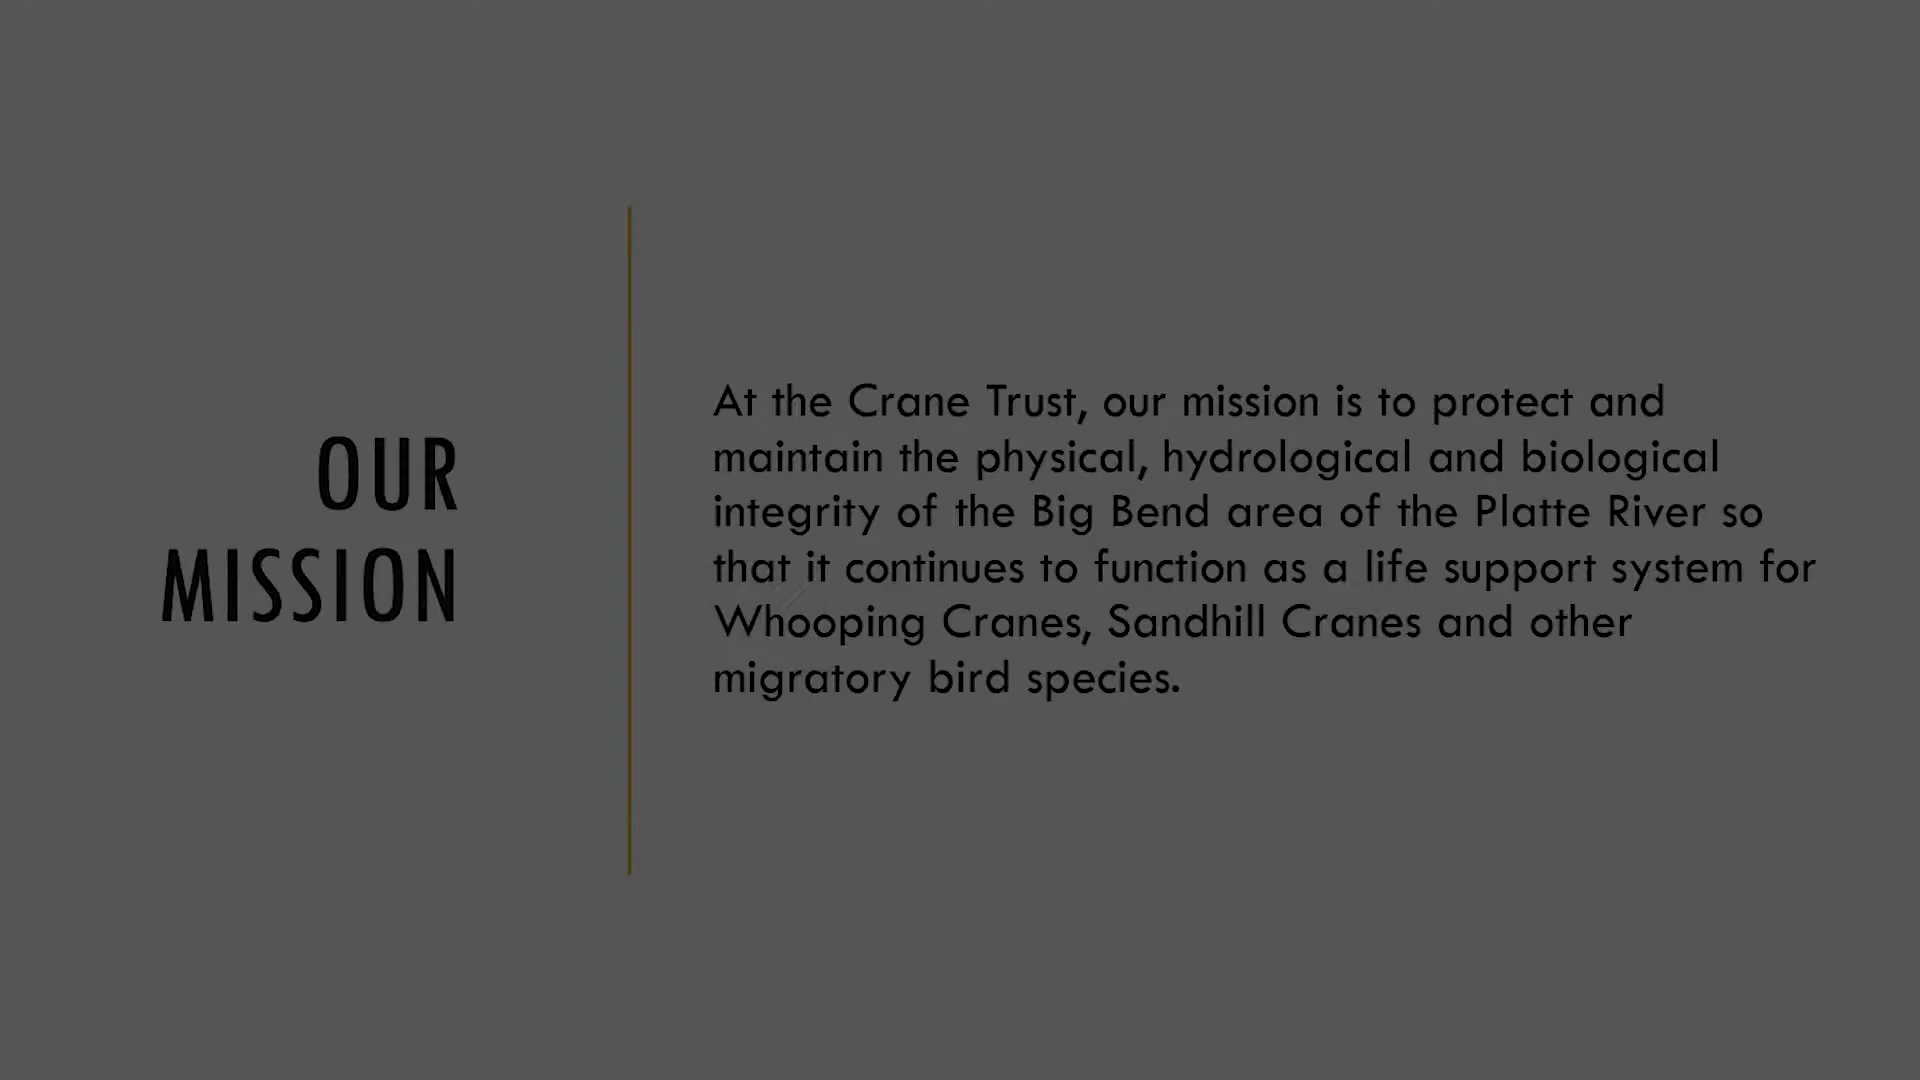 OUR
MISSION
At the Crane Trust, our mission is to protect and
maintain the physical, hydrological and biological
integrity of the Big Bend area of the Platte River so
that it continues to function as a life support system for
Whooping Cranes, Sandhill Cranes and other
migratory bird species.